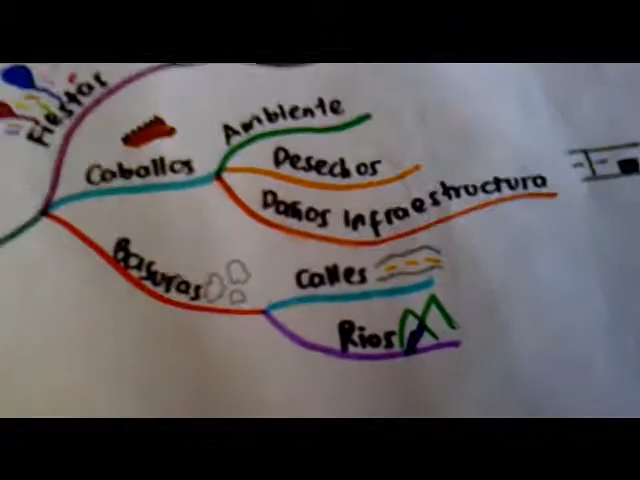 Fiestas
Caballos
Ambiente
Desechos
Daños Infraestructura
Basuras
Calles
Rios